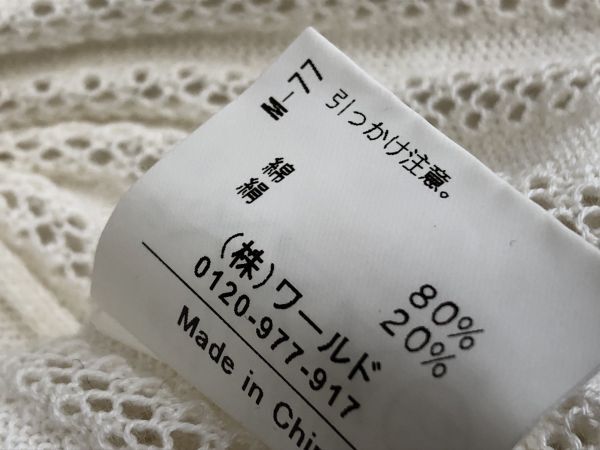 M-77
引つかけ注意。
綿 80%
絹 20%
(株)ワールド
0120-977-917
Made in Chin